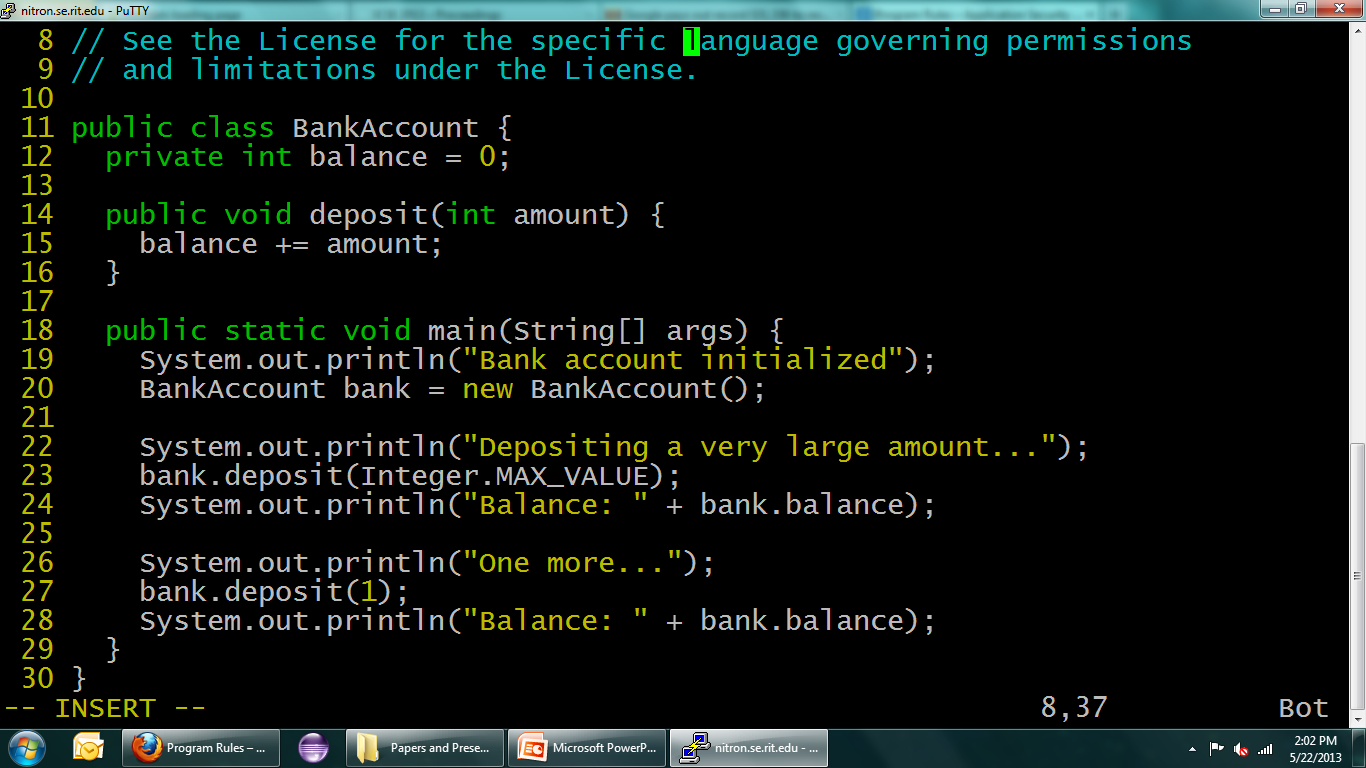 nitron.se.rit.edu - PuTTY
8 // See the License for the specific language governing permissions
9 // and limitations under the License.
10
11 public class BankAccount {
12   private int balance = 0;
13
14   public void deposit(int amount) {
15     balance += amount;
16   }
17
18   public static void main(String[] args) {
19     System.out.println("Bank account initialized");
20     BankAccount bank = new BankAccount();
21
22     System.out.println("Depositing a very large amount...");
23     bank.deposit(Integer.MAX_VALUE);
24     System.out.println("Balance: " + bank.balance);
25
26     System.out.println("One more...");
27     bank.deposit(1);
28     System.out.println("Balance: " + bank.balance);
29   }
30 }
-- INSERT -- 8,37 Bot
Program Rules – ... Papers and Prese... Microsoft PowerP... nitron.se.rit.edu - ... 2:02 PM
5/22/2013